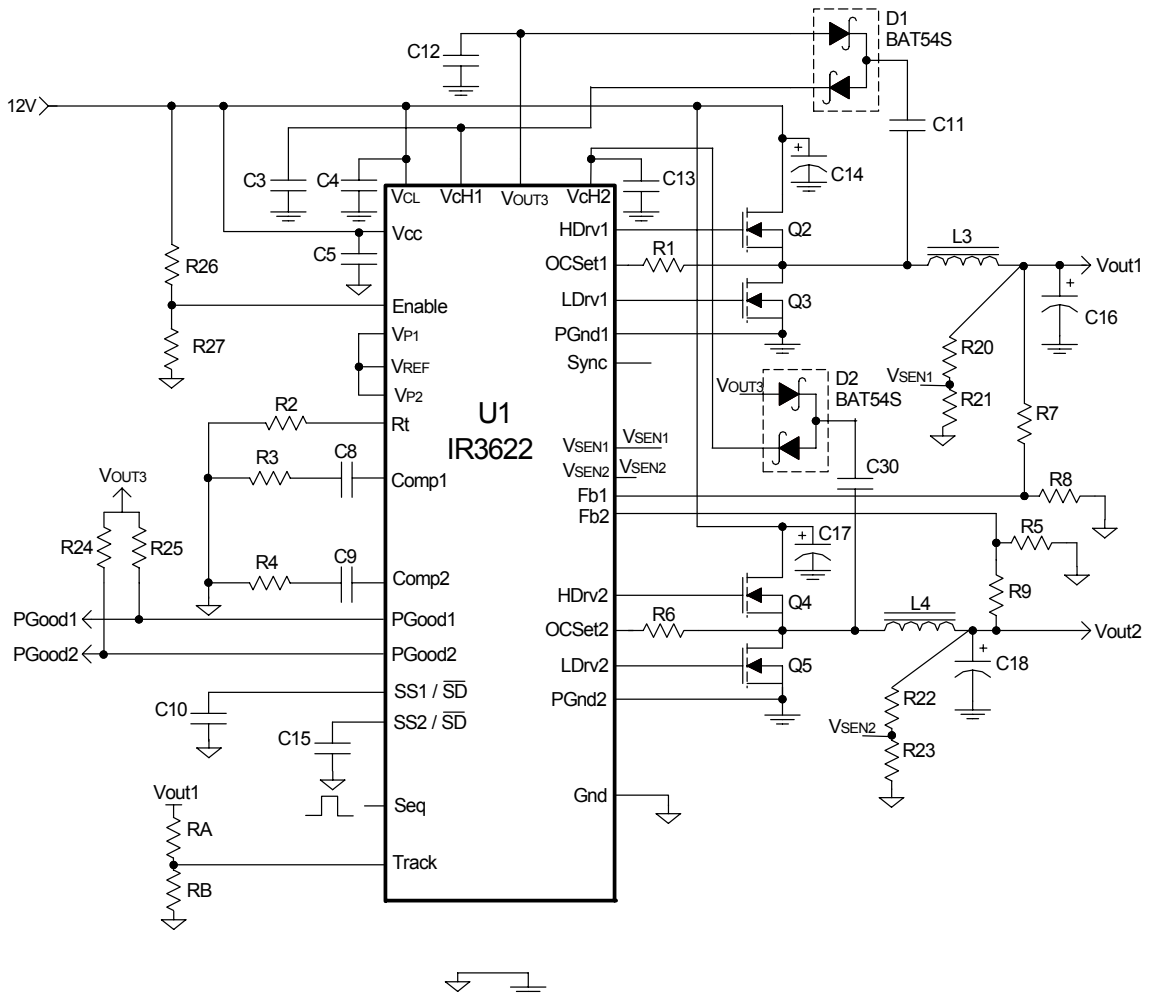 D1
BAT54S
C12
12V
C11
C3
C4
C13
C14
VCL
VcH1
VOUT3
VcH2
Vcc
HDrv1
Q2
R26
C5
R1
L3
OCSet1
Vout1
Enable
LDrv1
Q3
C16
R27
VP1
PGnd1
VREF
Sync
R20
VP2
VOUT3
D2
BAT54S
VSEN1
R21
R2
Rt
U1
IR3622
R7
R3
C8
Comp1
VSEN1
VSEN1
VSEN2
VSEN2
C30
VOUT3
Fb1
R8
Fb2
R24
R25
C17
R5
R4
C9
Comp2
HDrv2
Q4
R9
PGood1
PGood1
R6
L4
OCSet2
Vout2
PGood2
PGood2
LDrv2
Q5
C18
SS1 / SD
PGnd2
R22
C10
SS2 / SD
VSEN2
C15
R23
Vout1
Seq
Gnd
RA
Track
RB